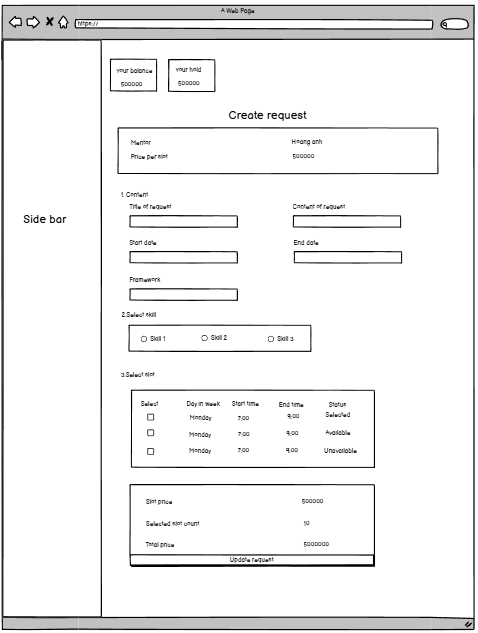 A Web Page
https://
your balance
500000
your hold
500000
Create request
Mentor Hoang anh
Price per slot 500000
Side bar
1. Content
Title of request Content of request
Start date End date
Framework
2.Select skill
Skill 1 Skill 2 Skill 3
3.Select slot
Select Day in week Start time End time Status
Monday 7:00 9:00 Selected
Monday 7:00 9:00 Available
Monday 7:00 9:00 Unavailable
Slot price 500000
Selected slot count 10
Total price 5000000
Update request